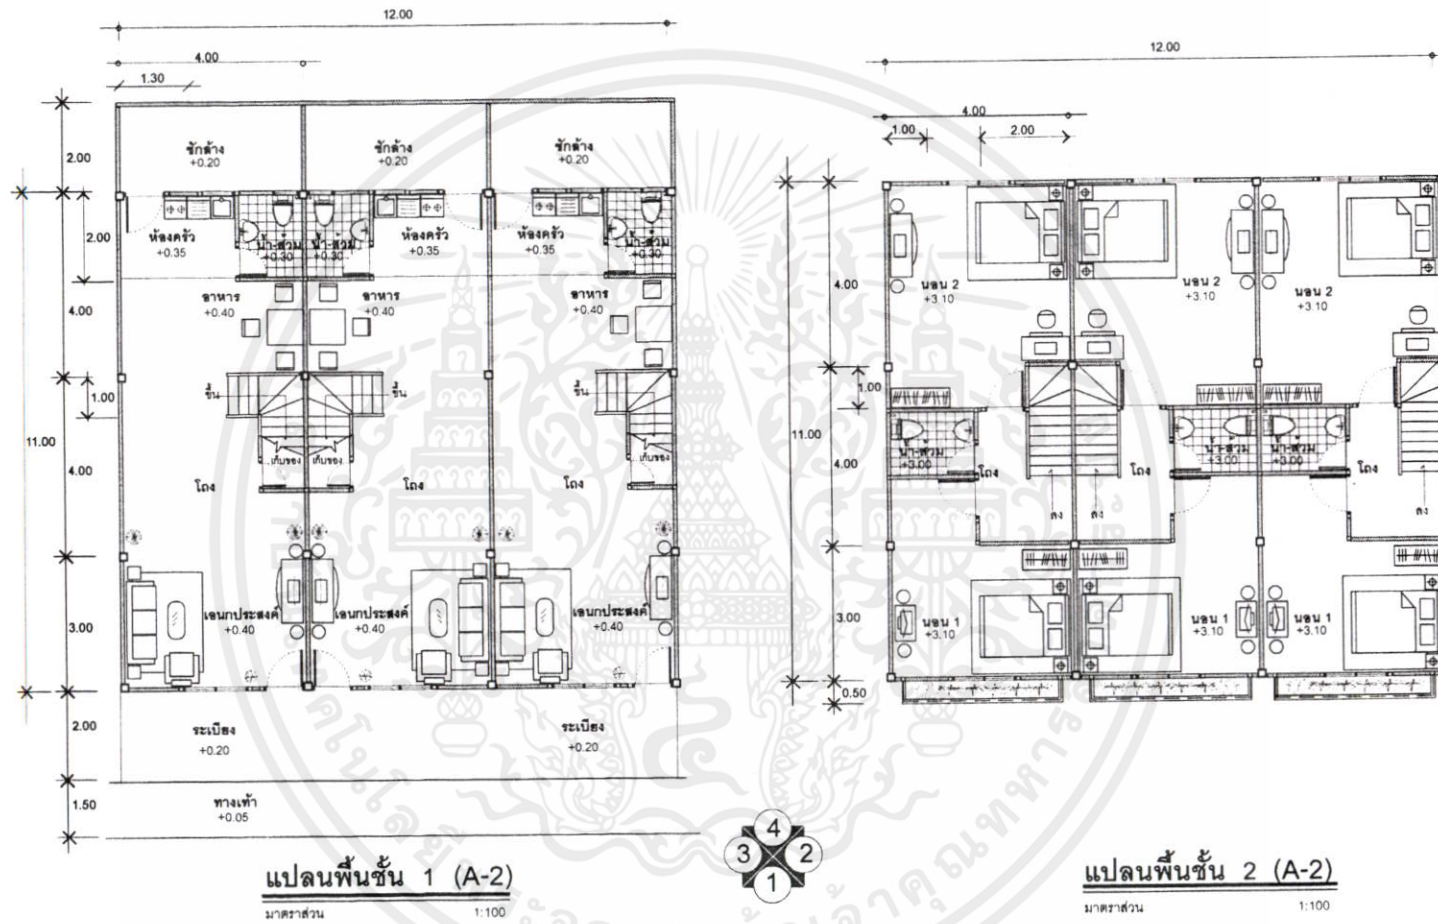 12.00
4.00
1.30
2.00
ซักล้าง
+0.20
ซักล้าง
+0.20
ซักล้าง
+0.20
2.00
ห้องครัว
+0.35
น้ำ-ส้วม
+0.30
น้ำ-ส้วม
+0.30
ห้องครัว
+0.35
ห้องครัว
+0.35
น้ำ-ส้วม
+0.30
4.00
อาหาร
+0.40
อาหาร
+0.40
อาหาร
+0.40
1.00
ขึ้น
ขึ้น
ขึ้น
11.00
4.00
เก็บของ
เก็บของ
เก็บของ
โถง
โถง
โถง
3.00
เอนกประสงค์
+0.40
เอนกประสงค์
+0.40
เอนกประสงค์
+0.40
2.00
ระเบียง
+0.20
ระเบียง
+0.20
1.50
ทางเท้า
+0.05
แปลนพื้นชั้น 1 (A-2)
มาตราส่วน 1:100
4
3 2
1
12.00
4.00
1.00
2.00
4.00
นอน 2
+3.10
นอน 2
+3.10
นอน 2
+3.10
1.00
11.00
4.00
น้ำ-ส้วม
+3.00
โถง
โถง
น้ำ-ส้วม
+3.00
น้ำ-ส้วม
+3.00
โถง
ลง
ลง
ลง
3.00
นอน 1
+3.10
นอน 1
+3.10
นอน 1
+3.10
0.50
แปลนพื้นชั้น 2 (A-2)
มาตราส่วน 1:100